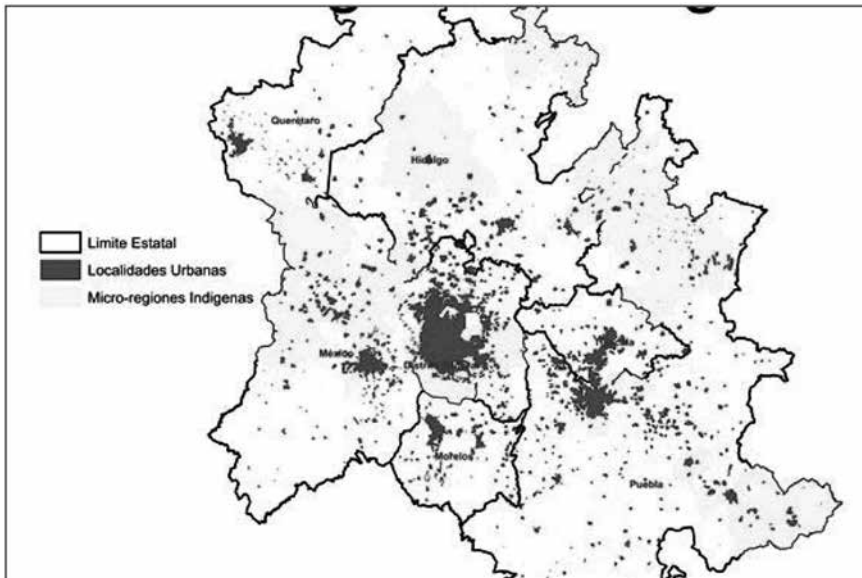 Querétaro
Hidalgo
Limite Estatal
Localidades Urbanas
Micro-regiones Indigenas
México
Morelos
Puebla